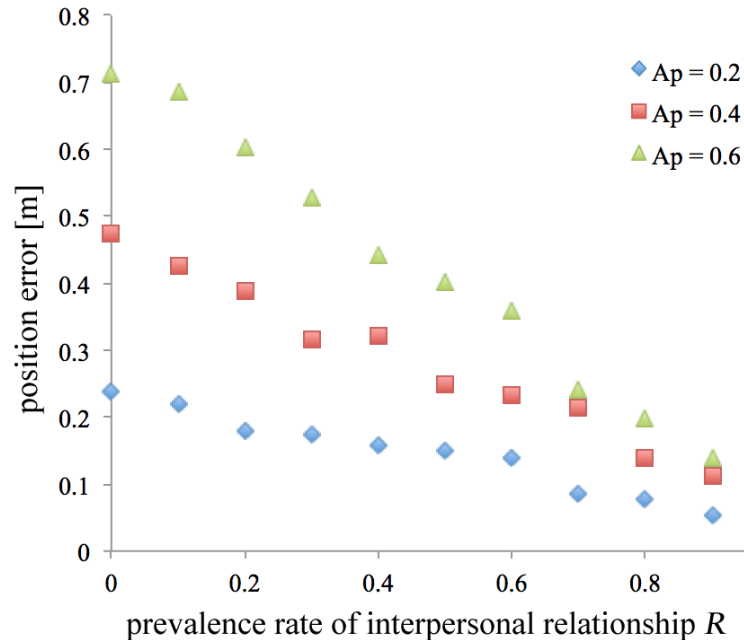 0.8
0.7
0.6
0.5
0.4
0.3
0.2
0.1
0
position error [m]
Ap = 0.2
Ap = 0.4
Ap = 0.6
0 0.2 0.4 0.6 0.8
prevalence rate of interpersonal relationship R